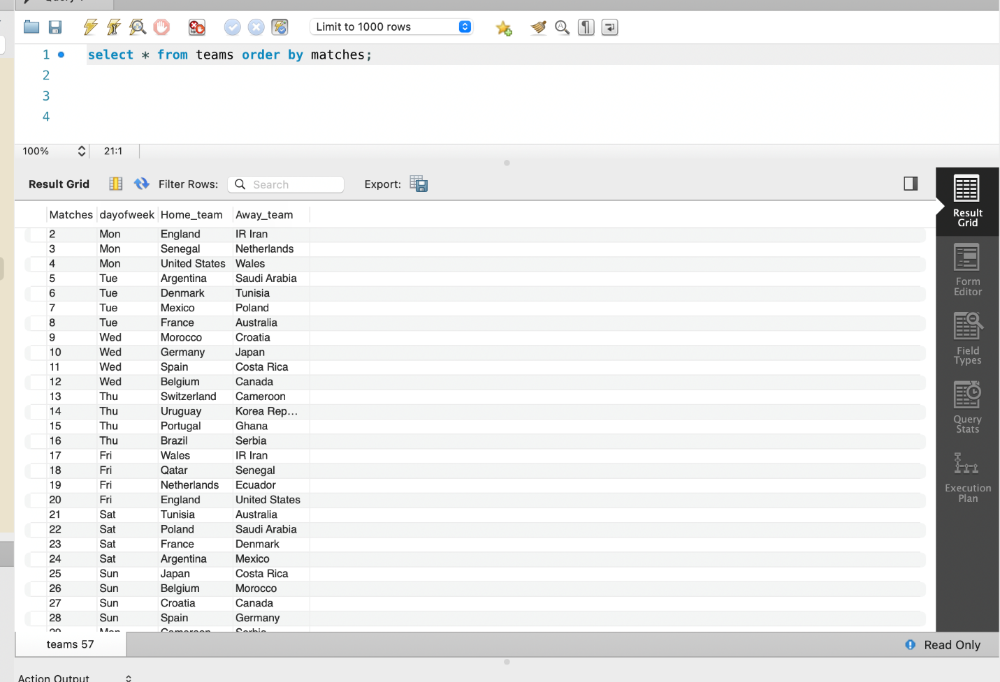 Limit to 1000 rows
1 select * from teams order by matches;
2
3
4
100% 21:1
Result Grid Filter Rows: Search Export:
Matches dayofweek Home_team Away_team
2 Mon England IR Iran
3 Mon Senegal Netherlands
4 Mon United States Wales
5 Tue Argentina Saudi Arabia
6 Tue Denmark Tunisia
7 Tue Mexico Poland
8 Tue France Australia
9 Wed Morocco Croatia
10 Wed Germany Japan
11 Wed Spain Costa Rica
12 Wed Belgium Canada
13 Thu Switzerland Cameroon
14 Thu Uruguay Korea Rep...
15 Thu Portugal Ghana
16 Thu Brazil Serbia
17 Fri Wales IR Iran
18 Fri Qatar Senegal
19 Fri Netherlands Ecuador
20 Fri England United States
21 Sat Tunisia Australia
22 Sat Poland Saudi Arabia
23 Sat France Denmark
24 Sat Argentina Mexico
25 Sun Japan Costa Rica
26 Sun Belgium Morocco
27 Sun Croatia Canada
28 Sun Spain Germany
29 Mon Cameroon Serbia
Result
Grid
Form
Editor
Field
Types
Query
Stats
Execution
Plan
teams 57 Read Only
Action Output